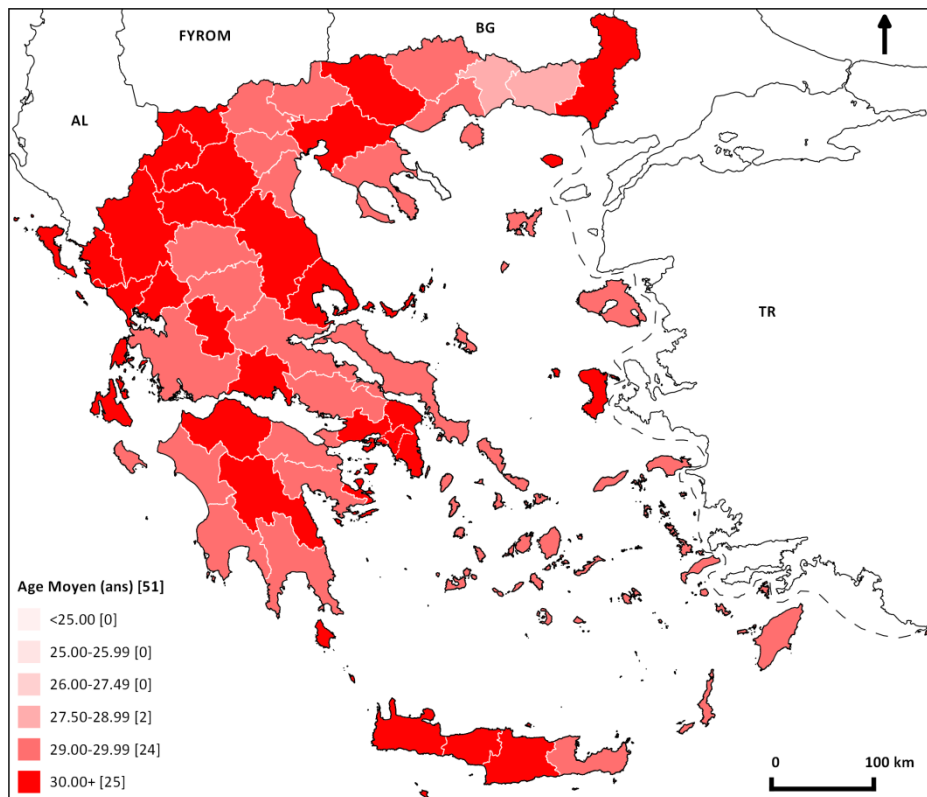 FYROM
BG
AL
TR
Age Moyen (ans) [51]
<25.00 [0]
25.00-25.99 [0]
26.00-27.49 [0]
27.50-28.99 [2]
29.00-29.99 [24]
30.00+ [25]
0 100 km